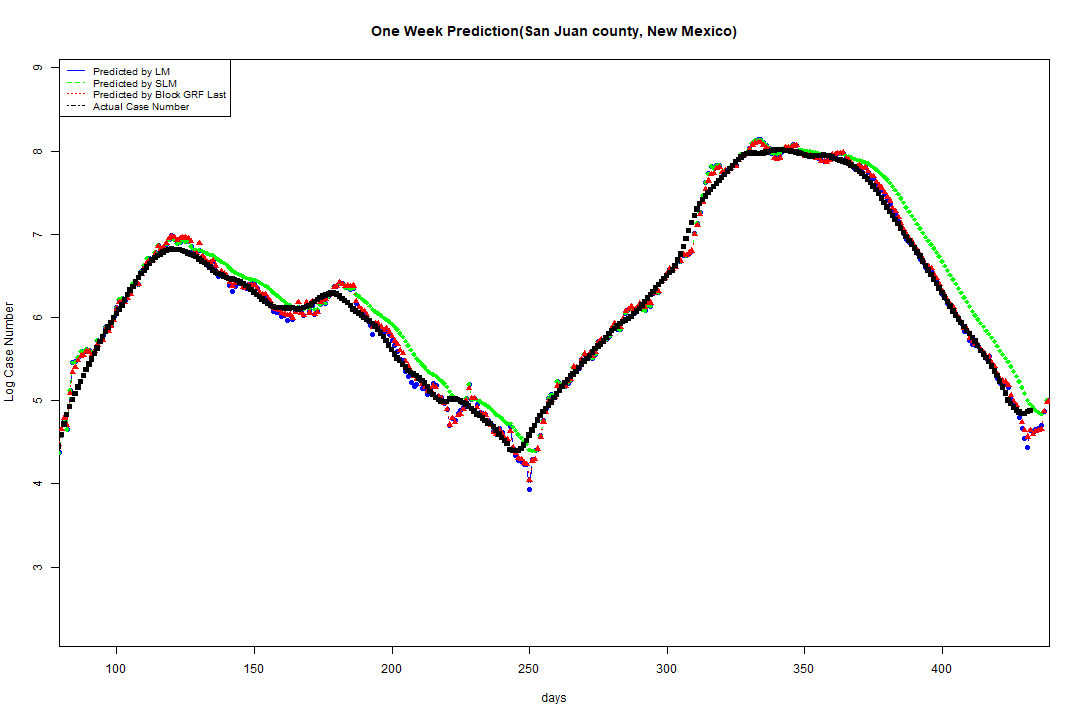 One Week Prediction(San Juan county, New Mexico)
Predicted by LM
Predicted by SLM
Predicted by Block GRF Last
Actual Case Number
9
8
7
6
5
4
3
Log Case Number
100 150 200 250 300 350 400
days